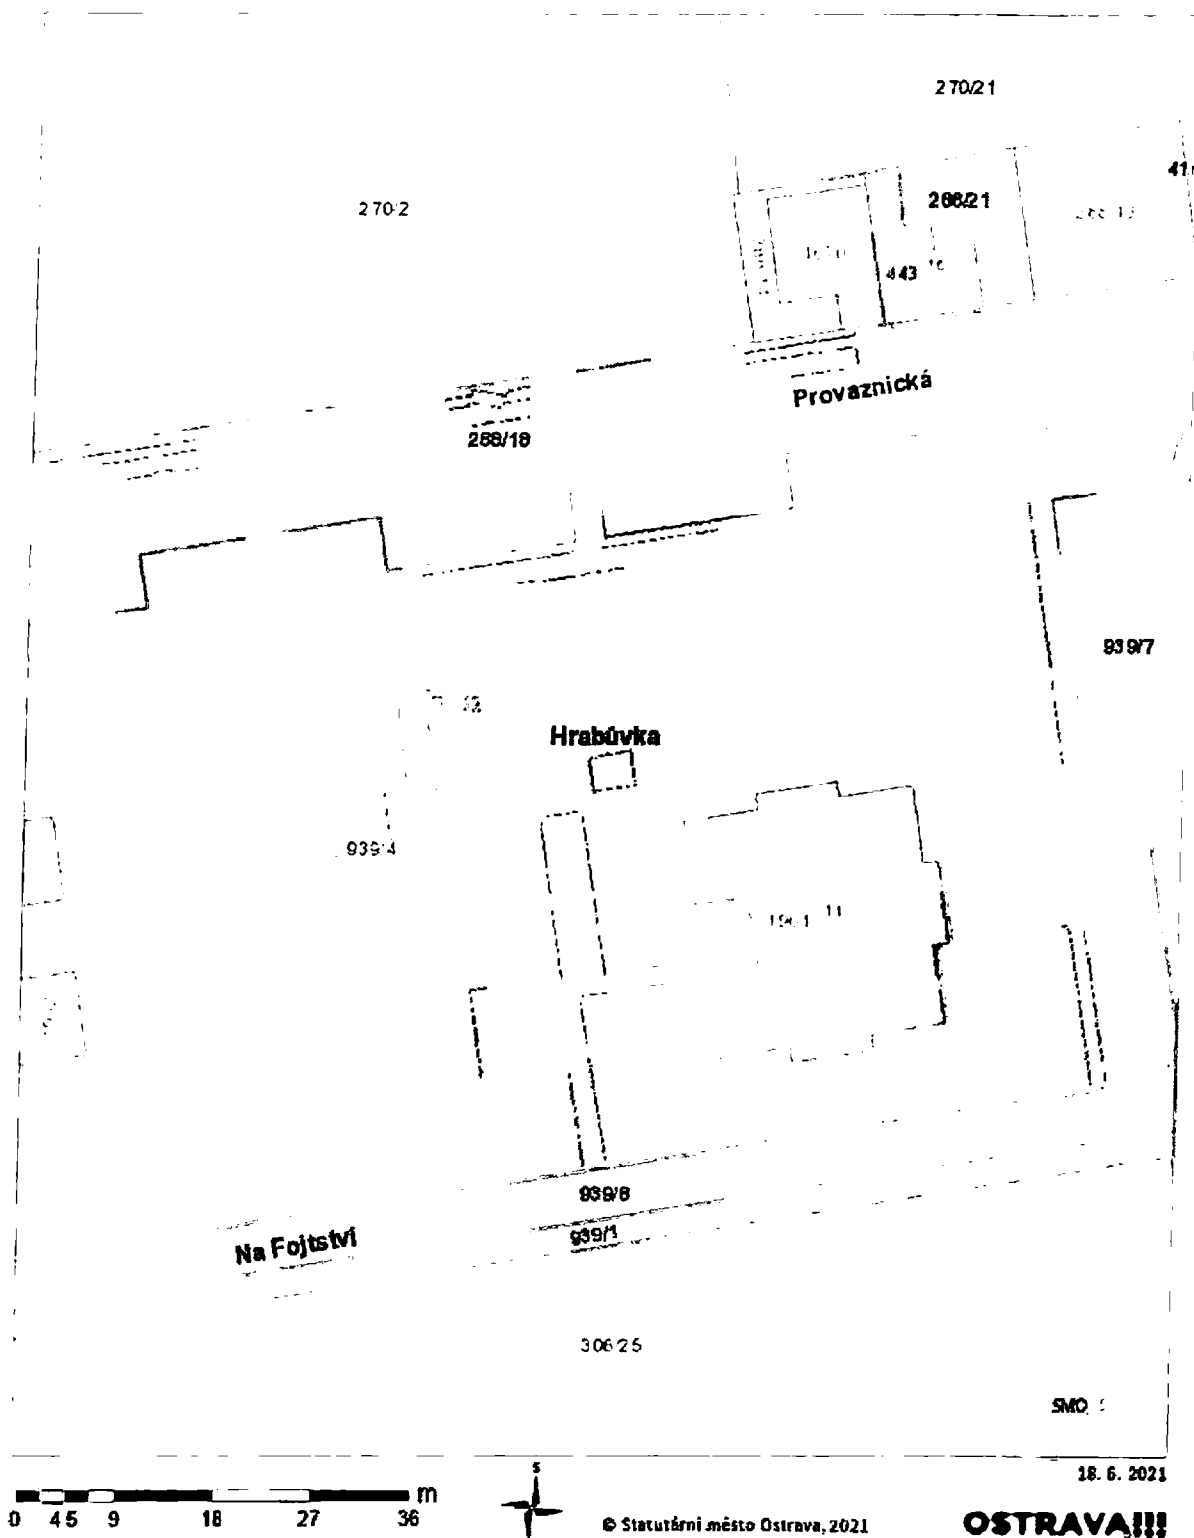 270/21
270/2
266/21
443
Provaznická
288/18
939/7
Hrabůvka
939/4
11
939/8
Na Fojtství
939/1
306/25
SMO,
18. 6. 2021
0 4 5 9 18 27 36 m
S
© Statutární město Ostrava, 2021
OSTRAVA!!!